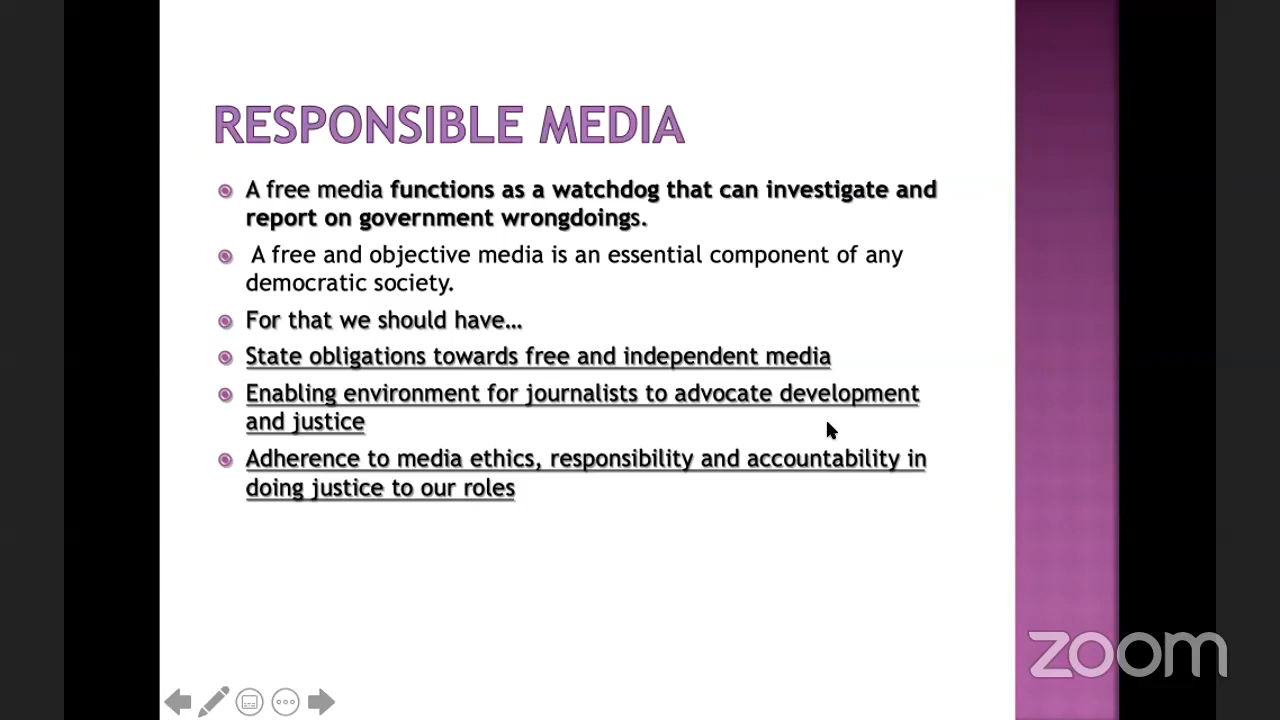 RESPONSIBLE MEDIA
A free media functions as a watchdog that can investigate and
report on government wrongdoings.
A free and objective media is an essential component of any
democratic society.
For that we should have…
State obligations towards free and independent media
Enabling environment for journalists to advocate development
and justice
Adherence to media ethics, responsibility and accountability in
doing justice to our roles
zoom